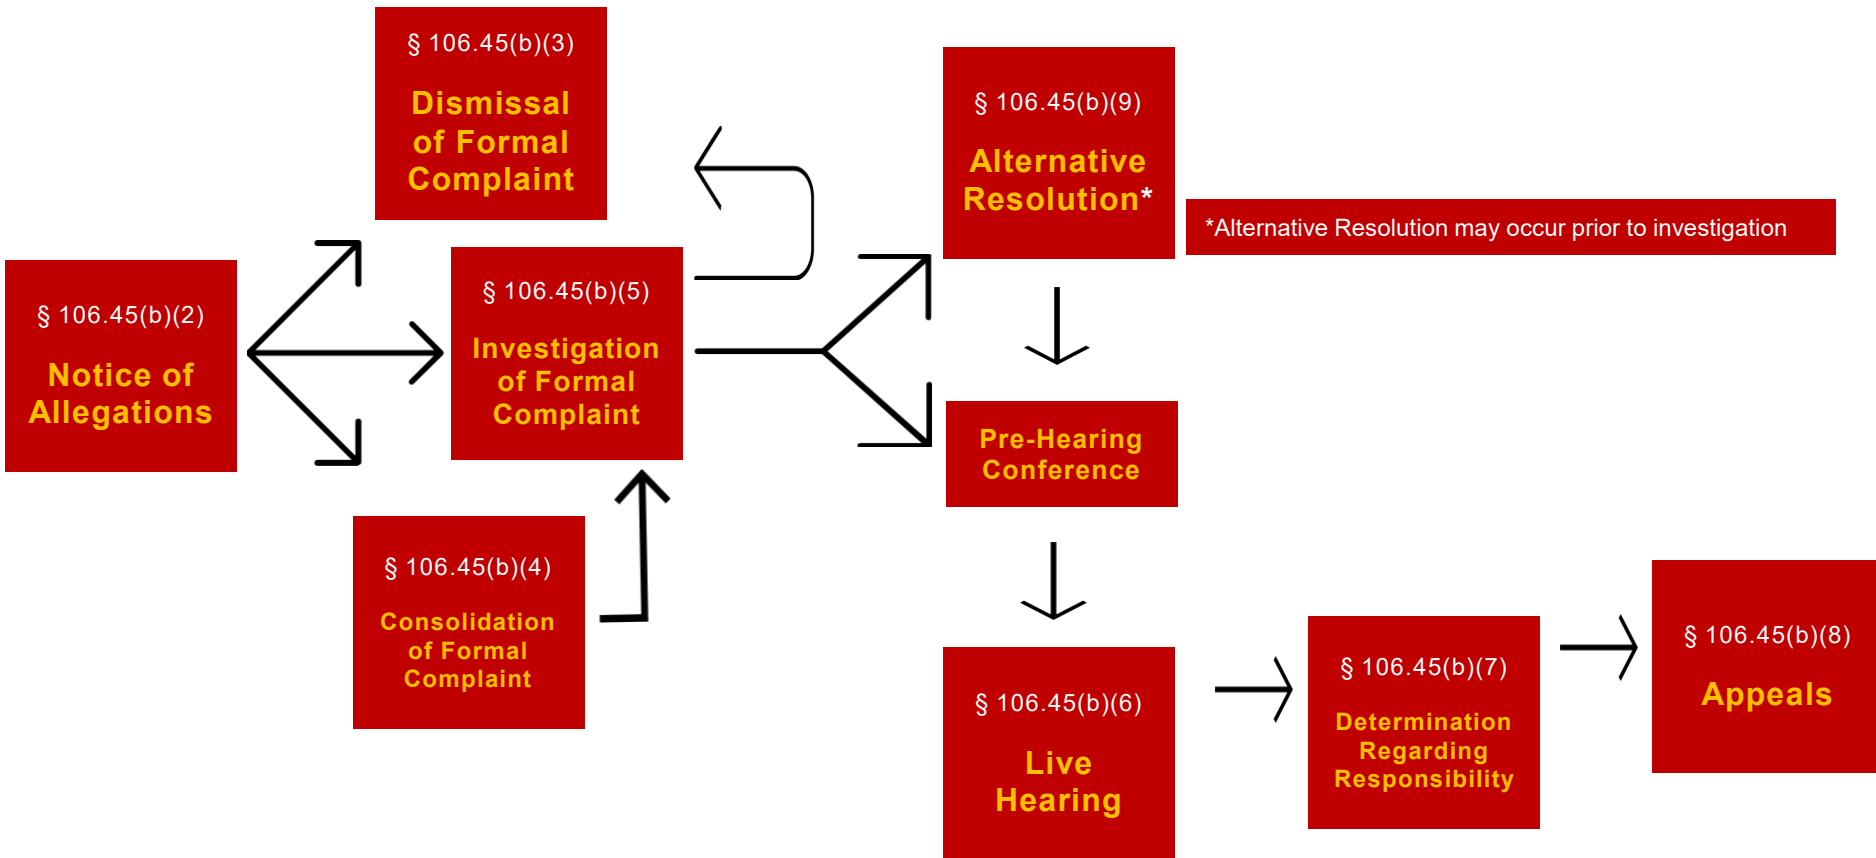 § 106.45(b)(3)
Dismissal
of Formal
Complaint
§ 106.45(b)(9)
Alternative
Resolution*
*Alternative Resolution may occur prior to investigation
§ 106.45(b)(2)
Notice of
Allegations
§ 106.45(b)(5)
Investigation
of Formal
Complaint
Pre-Hearing
Conference
§ 106.45(b)(4)
Consolidation
of Formal
Complaint
§ 106.45(b)(6)
Live
Hearing
§ 106.45(b)(7)
Determination
Regarding
Responsibility
§ 106.45(b)(8)
Appeals